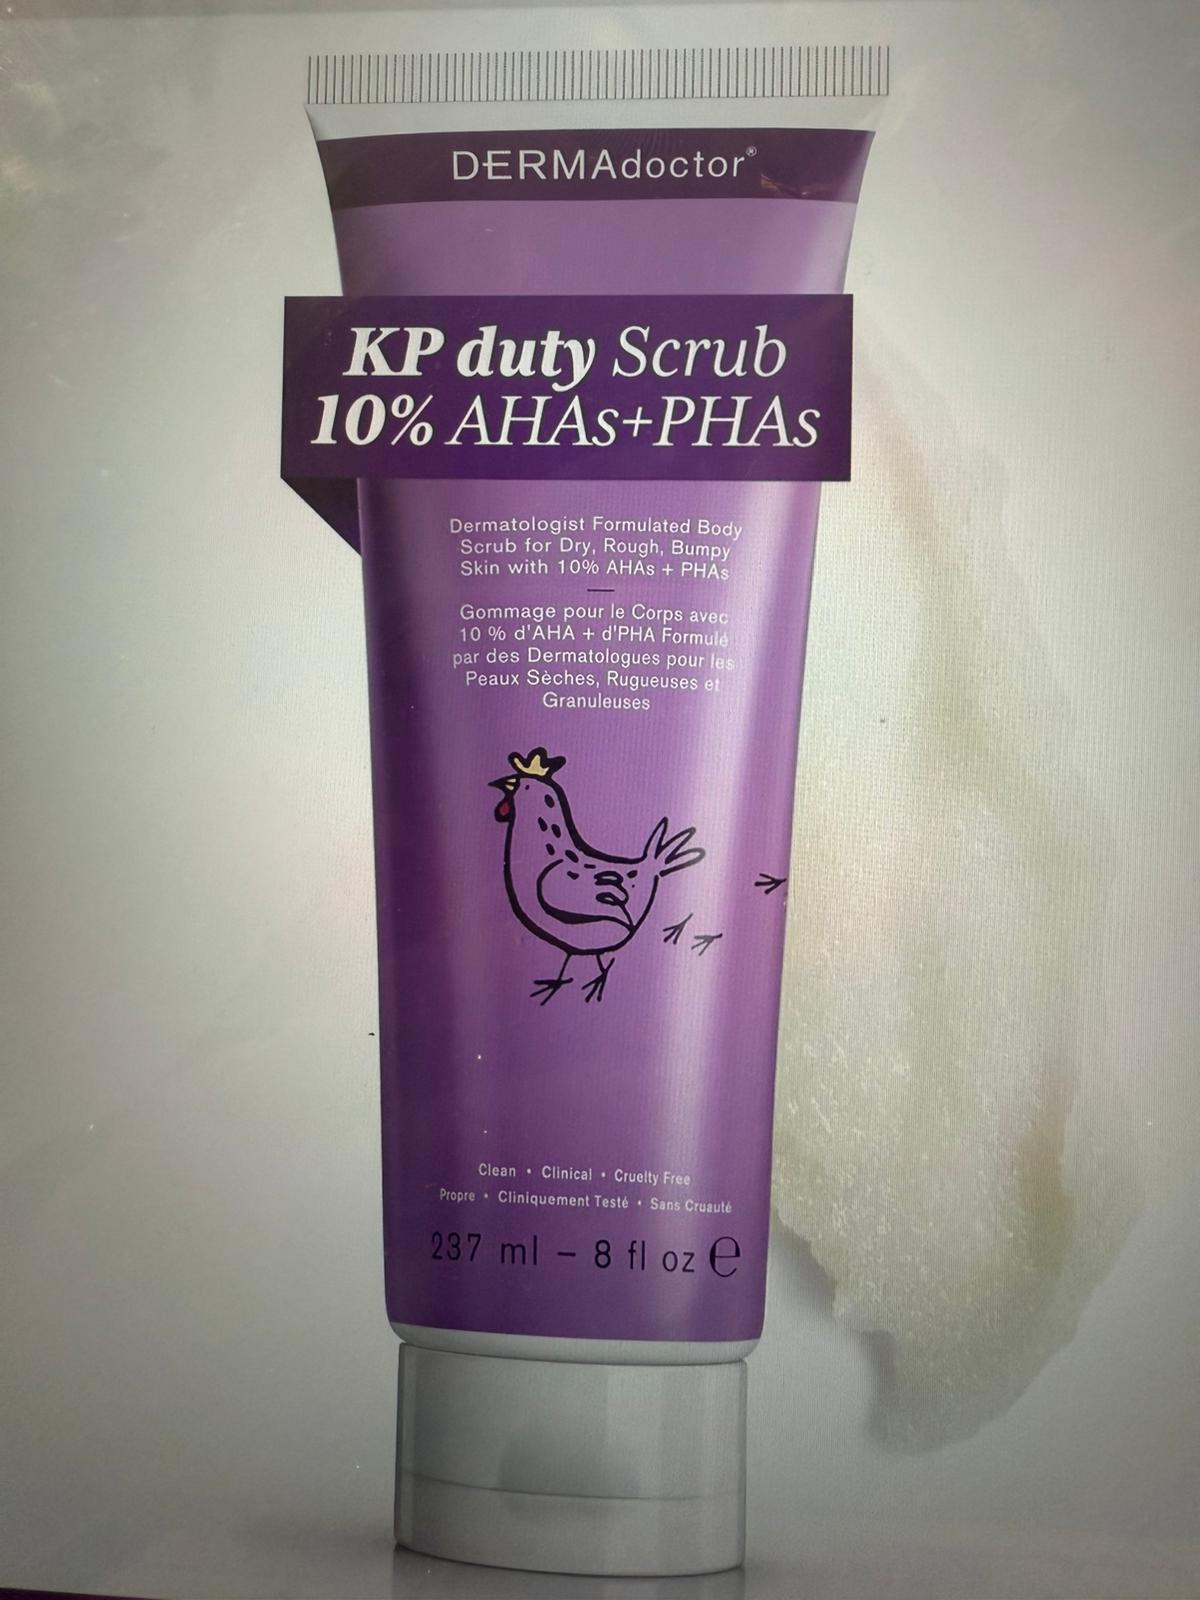 DERMAdoctor®
KP duty Scrub
10% AHAs+PHAs
Dermatologist Formulated Body
Scrub for Dry, Rough, Bumpy
Skin with 10% AHAs + PHAs
Gommage pour le Corps avec
10 % d'AHA + d'PHA Formulé
par des Dermatologues pour les
Peaux Sèches, Rugueuses et
Granuleuses
Clean • Clinical • Cruelty Free
Propre • Cliniquement Testé • Sans Cruauté
237 ml – 8 fl oz ℮